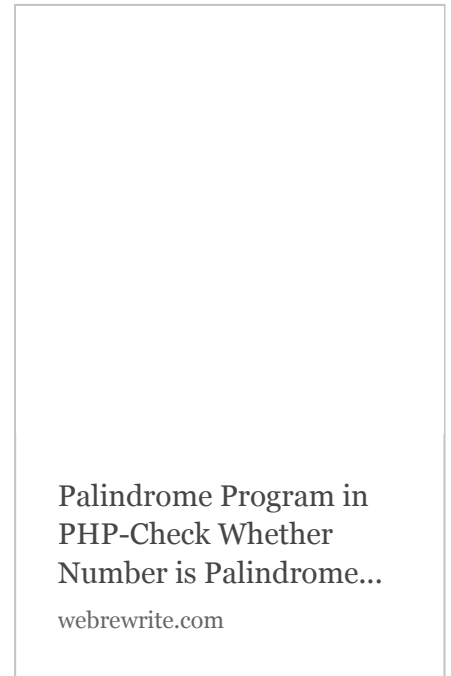 Palindrome Program in
PHP-Check Whether
Number is Palindrome...
webrewrite.com